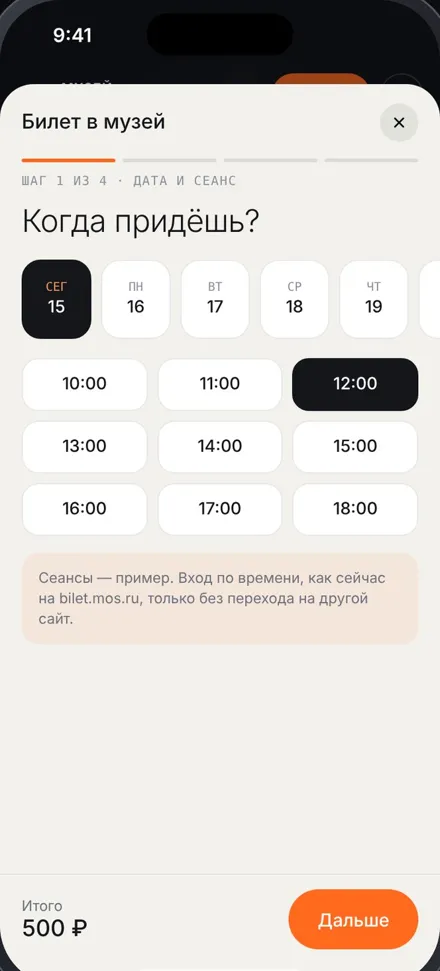 9:41
Билет в музей
ШАГ 1 ИЗ 4 · ДАТА И СЕАНС
Когда придёшь?
СЕГ ПН ВТ СР ЧТ
15 16 17 18 19
10:00 11:00 12:00
13:00 14:00 15:00
16:00 17:00 18:00
Сеансы — пример. Вход по времени, как сейчас
на bilet.mos.ru, только без перехода на другой
сайт.
Итого
500 ₽
Дальше